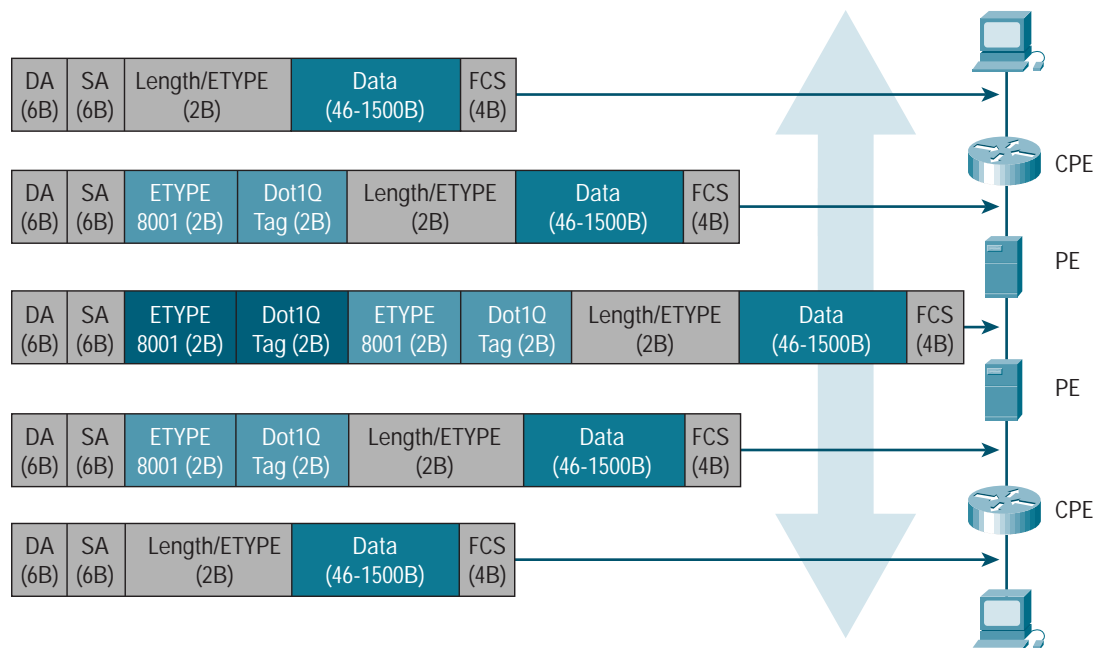 DA SA Length/ETYPE Data FCS
(6B) (6B) (2B) (46-1500B) (4B)
CPE
DA SA ETYPE Dot1Q Length/ETYPE Data FCS
(6B) (6B) 8001 (2B) Tag (2B) (2B) (46-1500B) (4B)
PE
DA SA ETYPE Dot1Q ETYPE Dot1Q Length/ETYPE Data FCS
(6B) (6B) 8001 (2B) Tag (2B) 8001 (2B) Tag (2B) (2B) (46-1500B) (4B)
PE
DA SA ETYPE Dot1Q Length/ETYPE Data FCS
(6B) (6B) 8001 (2B) Tag (2B) (2B) (46-1500B) (4B)
CPE
DA SA Length/ETYPE Data FCS
(6B) (6B) (2B) (46-1500B) (4B)